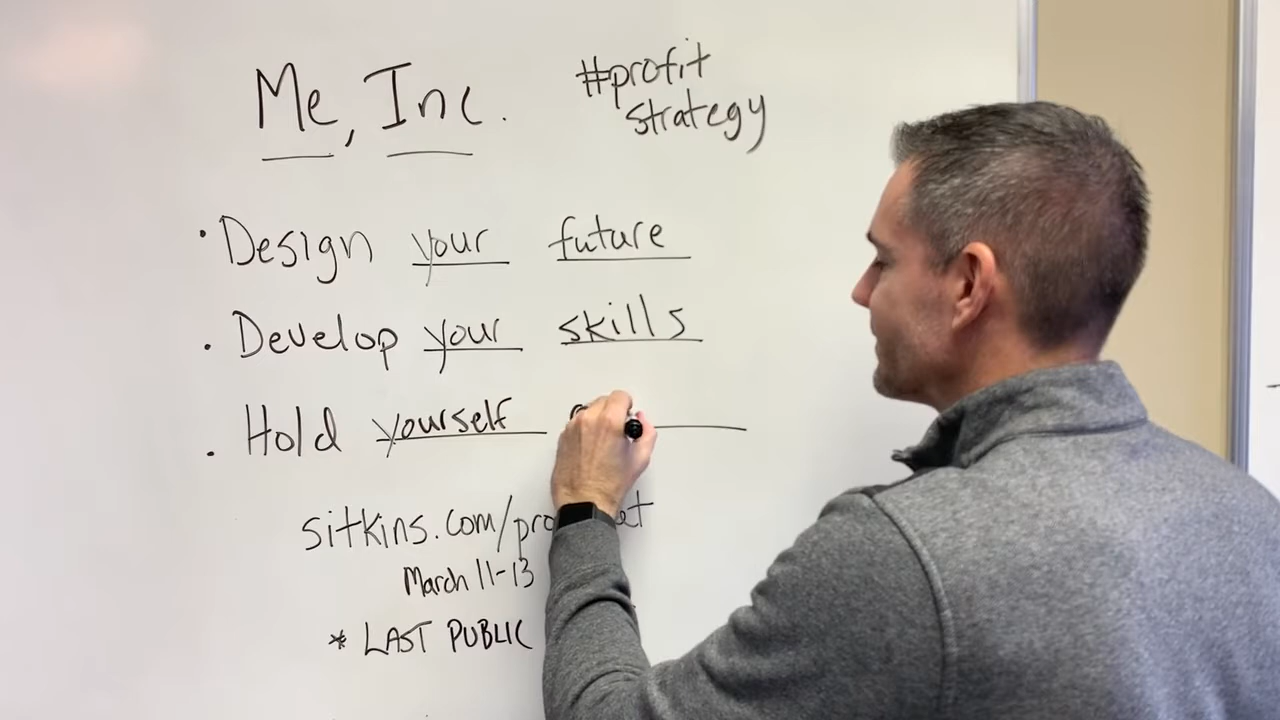 Me, Inc.
#profit
strategy
• Design your future
• Develop your skills
• Hold yourself
sitkins.com/pro
March 11-13
* LAST PUBLIC